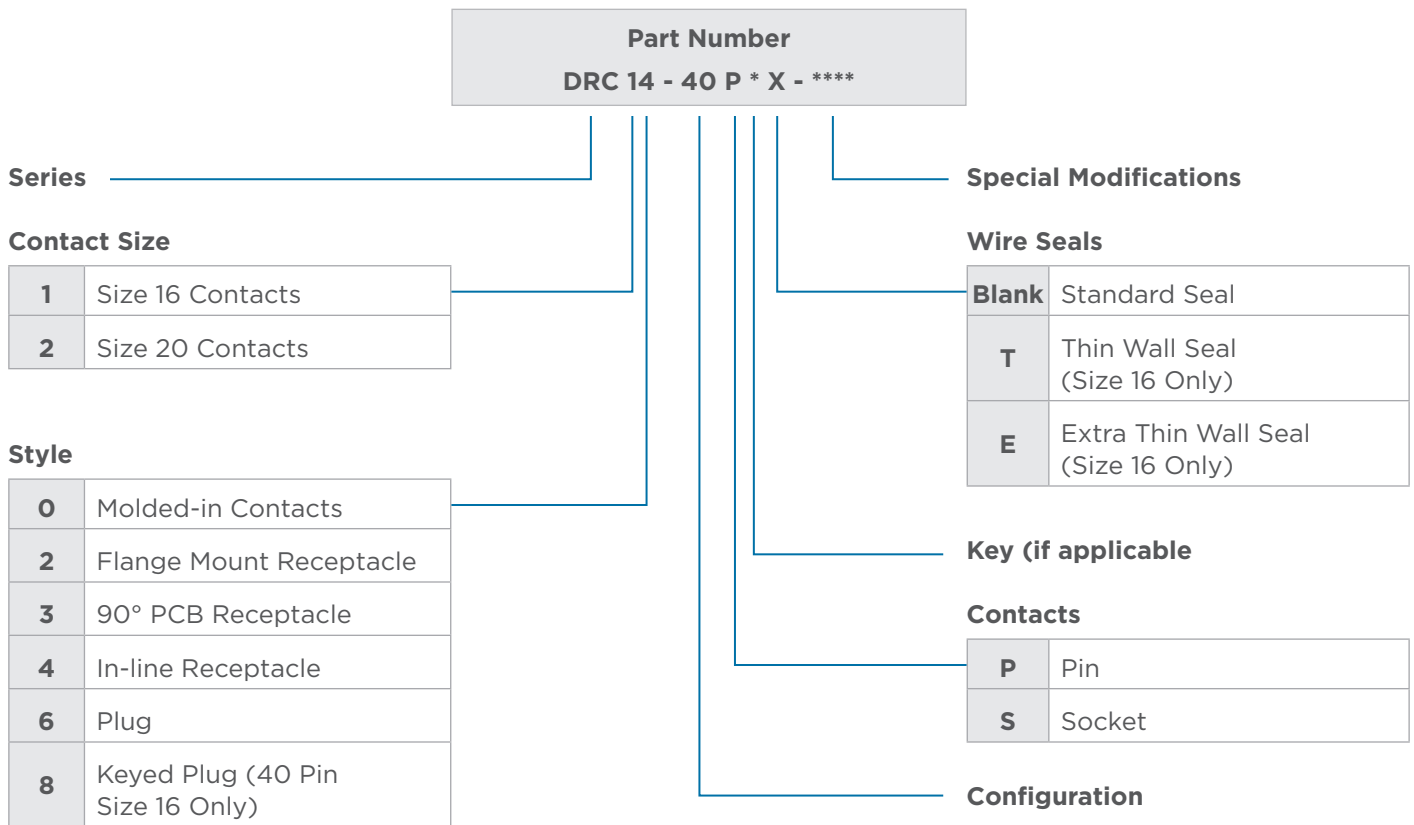 Part Number
DRC 14 - 40 P * X - ****
Series
Contact Size
1 Size 16 Contacts
2 Size 20 Contacts
Style
0 Molded-in Contacts
2 Flange Mount Receptacle
3 90° PCB Receptacle
4 In-line Receptacle
6 Plug
8 Keyed Plug (40 Pin
Size 16 Only)
Special Modifications
Wire Seals
Blank Standard Seal
T Thin Wall Seal
(Size 16 Only)
E Extra Thin Wall Seal
(Size 16 Only)
Key (if applicable
Contacts
P Pin
S Socket
Configuration